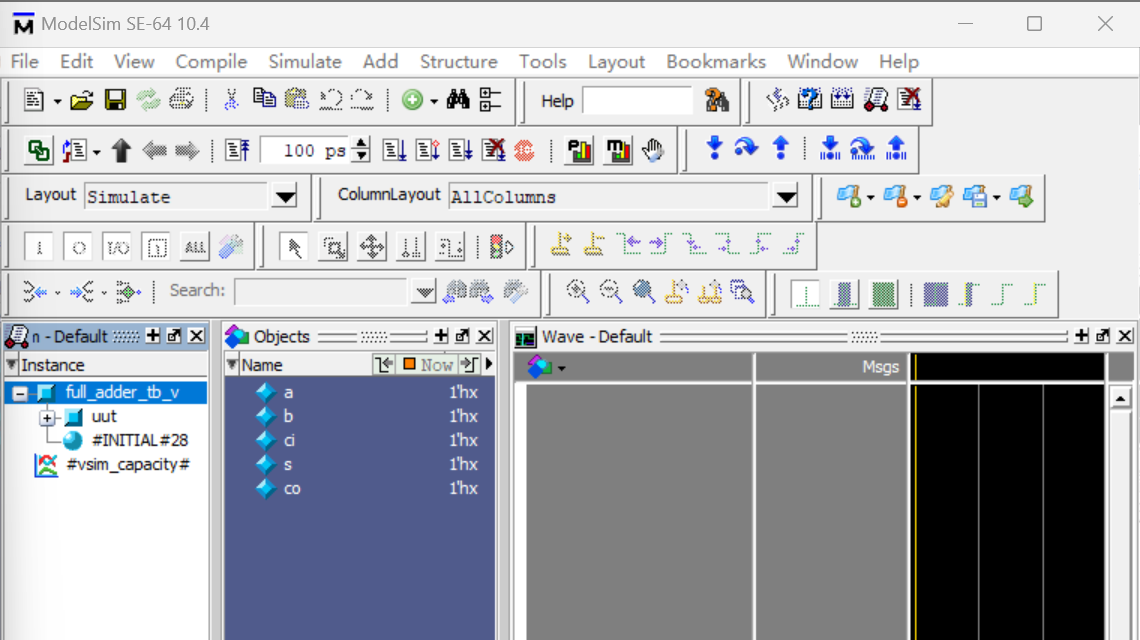 ModelSim SE-64 10.4
File Edit View Compile Simulate Add Structure Tools Layout Bookmarks Window Help
Help
100 ps
Layout Simulate ColumnLayout AllColumns
I/O ALL
Search:
n - Default Objects Wave - Default
Instance Name Now Msgs
full_adder_tb_v
uut
#INITIAL#28
#vsim_capacity#
a 1'hx
b 1'hx
ci 1'hx
s 1'hx
co 1'hx